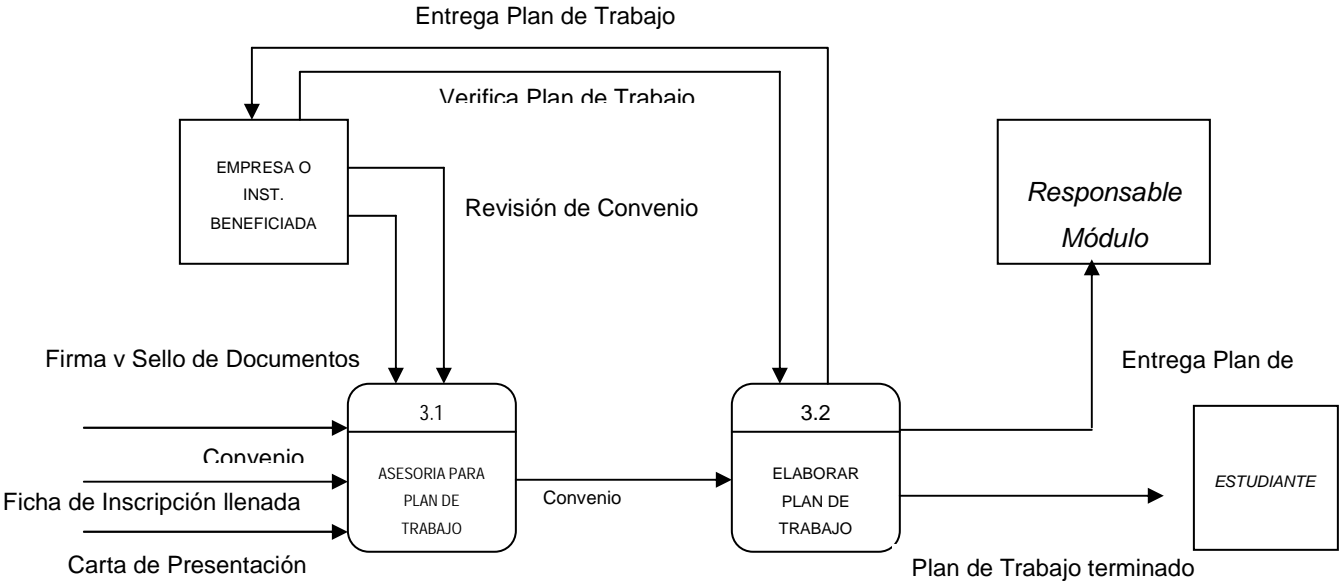 Entrega Plan de Trabajo
Verifica Plan de Trabajo
EMPRESA O
INST.
BENEFICIADA
Revisión de Convenio
Responsable
Módulo
Firma y Sello de Documentos
Entrega Plan de
3.1
ASESORIA PARA
PLAN DE
TRABAJO
3.2
ELABORAR
PLAN DE
TRABAJO
ESTUDIANTE
Convenio
Ficha de Inscripción llenada
Carta de Presentación
Convenio
Plan de Trabajo terminado